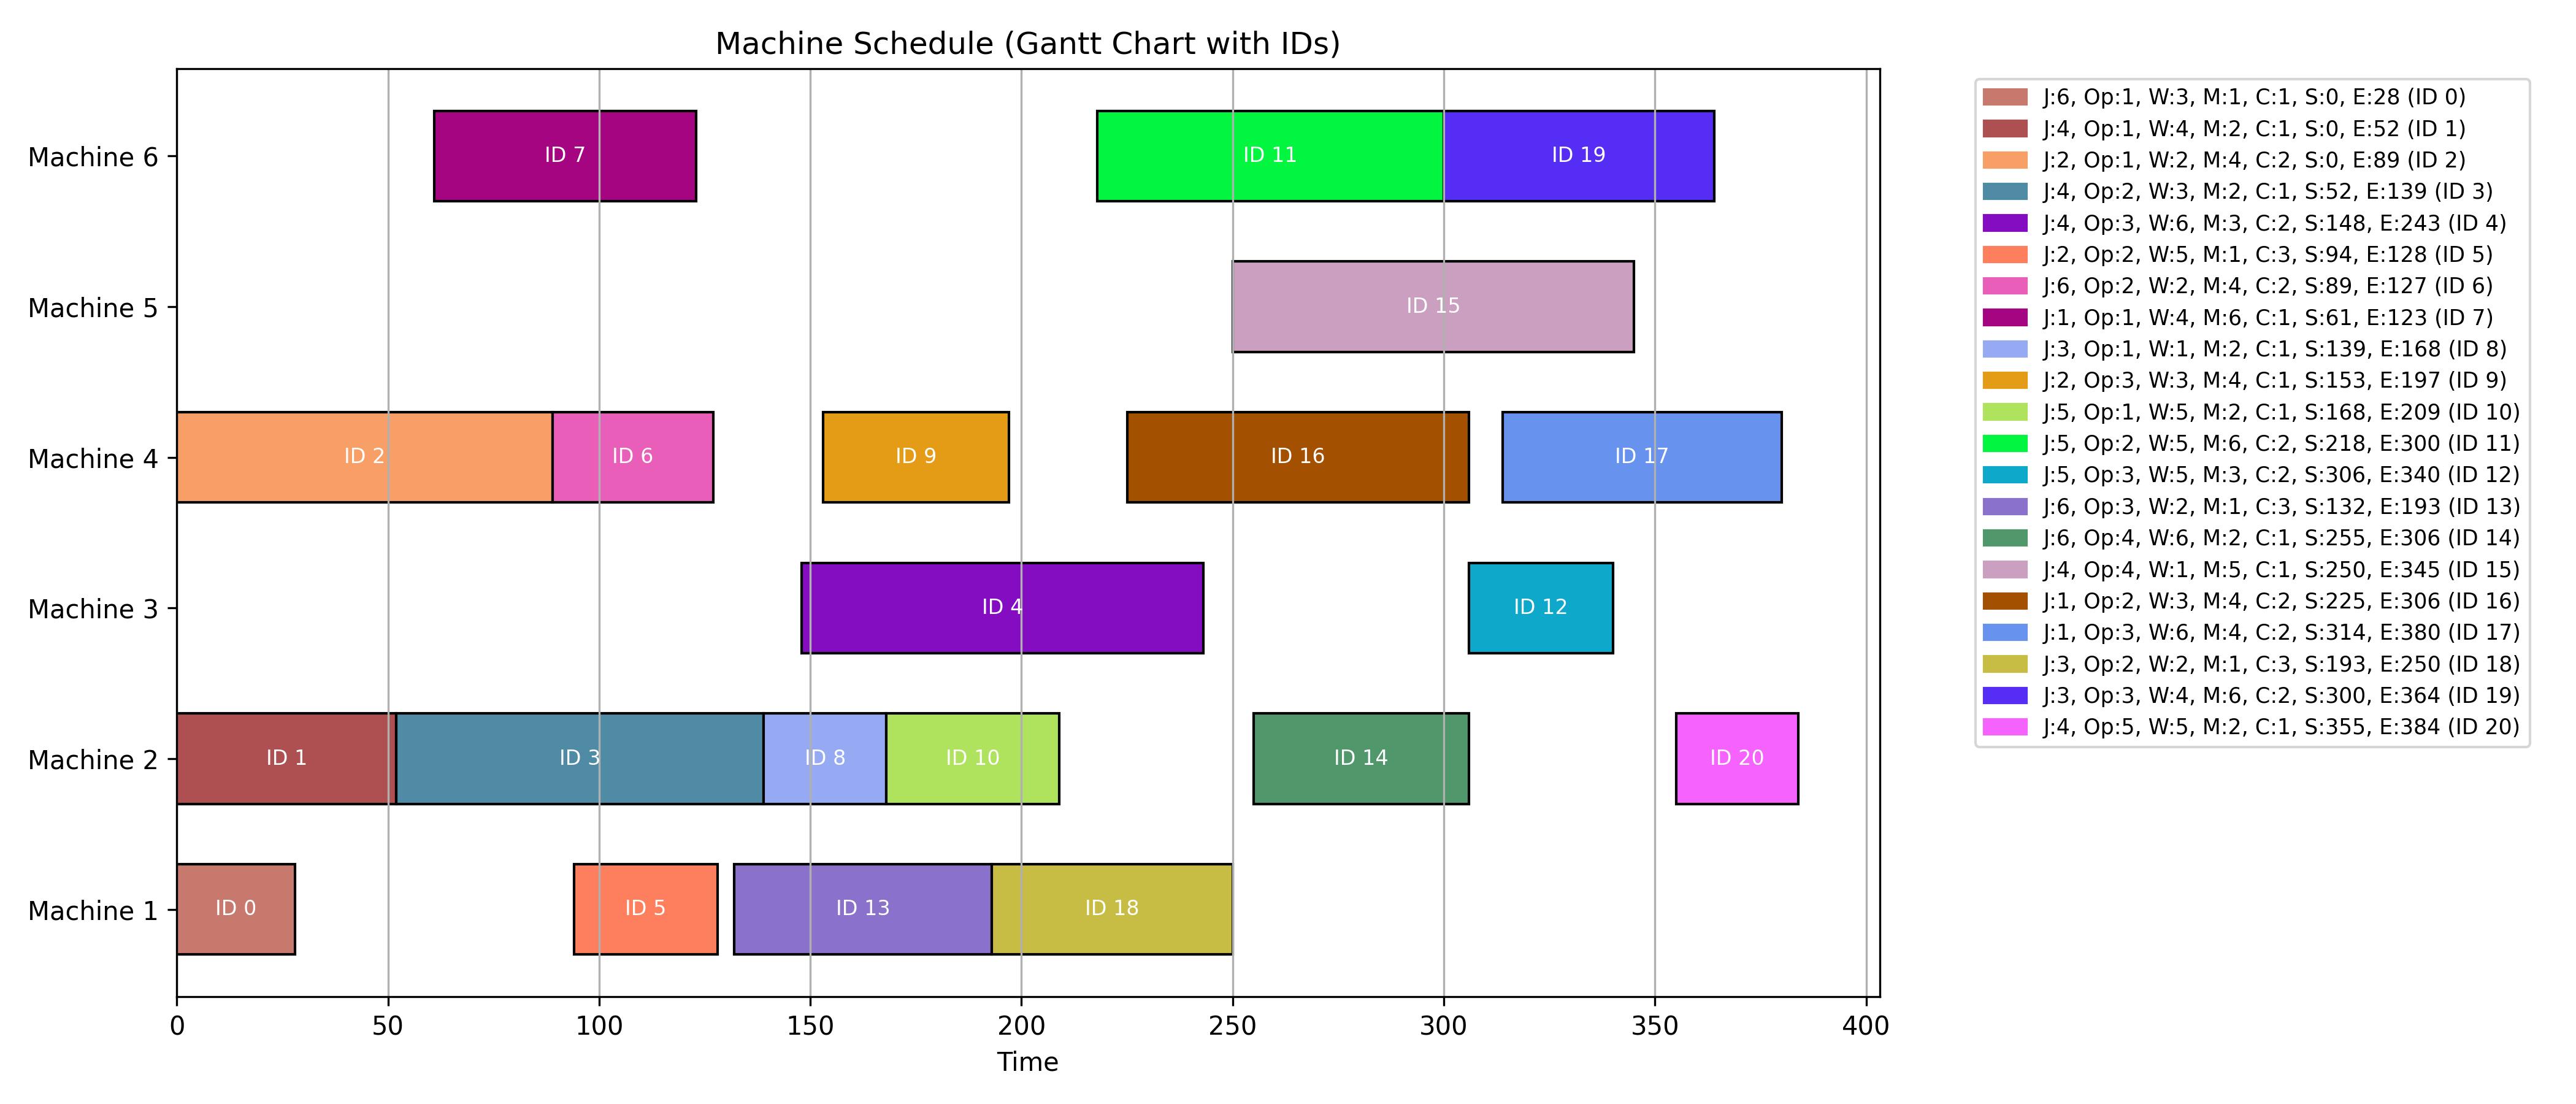 Machine Schedule (Gantt Chart with IDs)
Machine 6
Machine 5
Machine 4
Machine 3
Machine 2
Machine 1
ID 7
ID 11
ID 19
ID 15
ID 2
ID 6
ID 9
ID 16
ID 17
ID 4
ID 12
ID 1
ID 3
ID 8
ID 10
ID 14
ID 20
ID 0
ID 5
ID 13
ID 18
0 50 100 150 200 250 300 350 400
Time
J:6, Op:1, W:3, M:1, C:1, S:0, E:28 (ID 0)
J:4, Op:1, W:4, M:2, C:1, S:0, E:52 (ID 1)
J:2, Op:1, W:2, M:4, C:2, S:0, E:89 (ID 2)
J:4, Op:2, W:3, M:2, C:1, S:52, E:139 (ID 3)
J:4, Op:3, W:6, M:3, C:2, S:148, E:243 (ID 4)
J:2, Op:2, W:5, M:1, C:3, S:94, E:128 (ID 5)
J:6, Op:2, W:2, M:4, C:2, S:89, E:127 (ID 6)
J:1, Op:1, W:4, M:6, C:1, S:61, E:123 (ID 7)
J:3, Op:1, W:1, M:2, C:1, S:139, E:168 (ID 8)
J:2, Op:3, W:3, M:4, C:1, S:153, E:197 (ID 9)
J:5, Op:1, W:5, M:2, C:1, S:168, E:209 (ID 10)
J:5, Op:2, W:5, M:6, C:2, S:218, E:300 (ID 11)
J:5, Op:3, W:5, M:3, C:2, S:306, E:340 (ID 12)
J:6, Op:3, W:2, M:1, C:3, S:132, E:193 (ID 13)
J:6, Op:4, W:6, M:2, C:1, S:255, E:306 (ID 14)
J:4, Op:4, W:1, M:5, C:1, S:250, E:345 (ID 15)
J:1, Op:2, W:3, M:4, C:2, S:225, E:306 (ID 16)
J:1, Op:3, W:6, M:4, C:2, S:314, E:380 (ID 17)
J:3, Op:2, W:2, M:1, C:3, S:193, E:250 (ID 18)
J:3, Op:3, W:4, M:6, C:2, S:300, E:364 (ID 19)
J:4, Op:5, W:5, M:2, C:1, S:355, E:384 (ID 20)